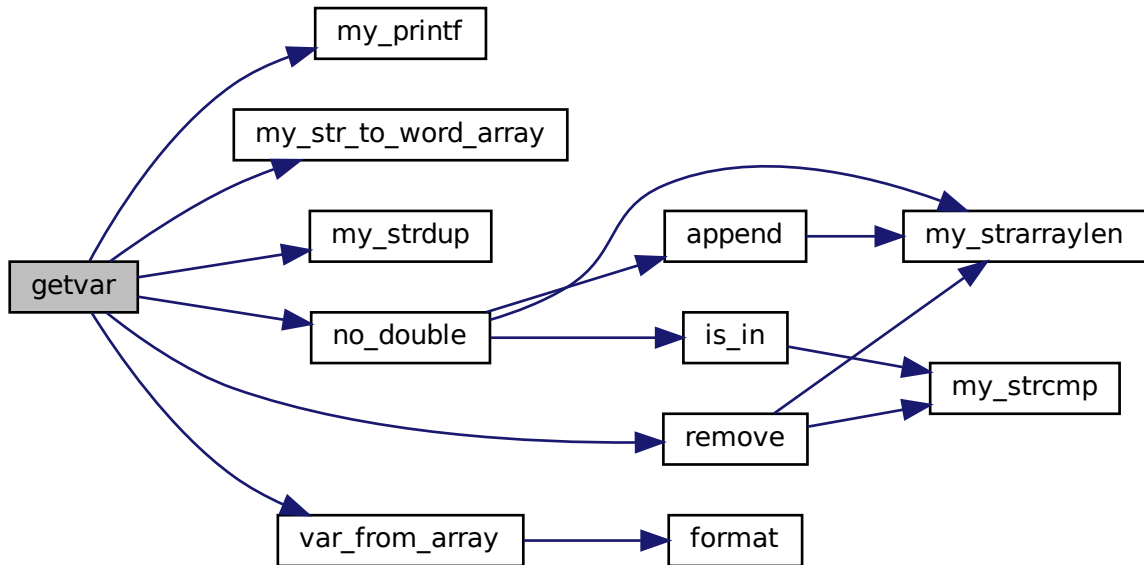 my_printf
my_str_to_word_array
my_strdup
append
my_strarraylen
getvar
no_double
is_in
my_strcmp
remove
var_from_array
format